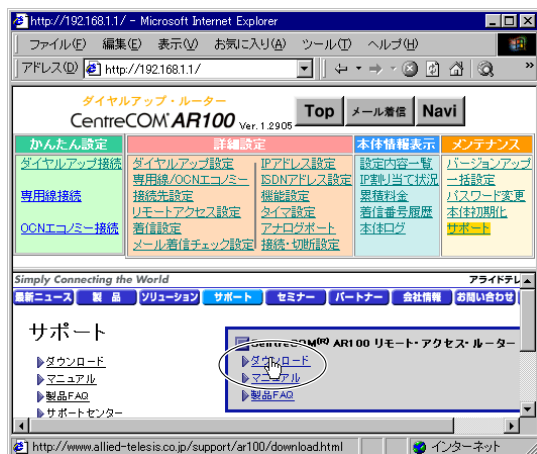 http://192.168.1.1/ - Microsoft Internet Explorer
ファイル(F) 編集(E) 表示(V) お気に入り(A) ツール(T) ヘルプ(H)
アドレス(D) http://192.168.1.1/ »
ダイヤルアップ・ルーター
CentreCOM AR100 Ver. 1.2905 Top メール着信 Navi
かんたん設定 詳細設定 本体情報表示 メンテナンス
ダイヤルアップ接続 ダイヤルアップ設定 IPアドレス設定 設定内容一覧 バージョンアップ
専用線/OCNエコノミー ISDNアドレス設定 IP割り当て状況 一括設定
専用線接続 接続先設定 機能設定 累積料金 パスワード変更
リモートアクセス設定 タイマ設定 着信番号履歴 本体初期化
OCNエコノミー接続 着信設定 アナログポート 本体ログ サポート
メール着信チェック設定 接続・切断設定
Simply Connecting the World アライドテレ
最新ニュース 製 品 ソリューション サポート セミナー パートナー 会社情報 お問い合わせ
サポート
CentreCOM(R) AR100 リモート・アクセス・ルーター
ダウンロード ダウンロード
マニュアル マニュアル
製品FAQ 製品FAQ
サポートセンター
http://www.allied-telesis.co.jp/support/ar100/download.html インターネット